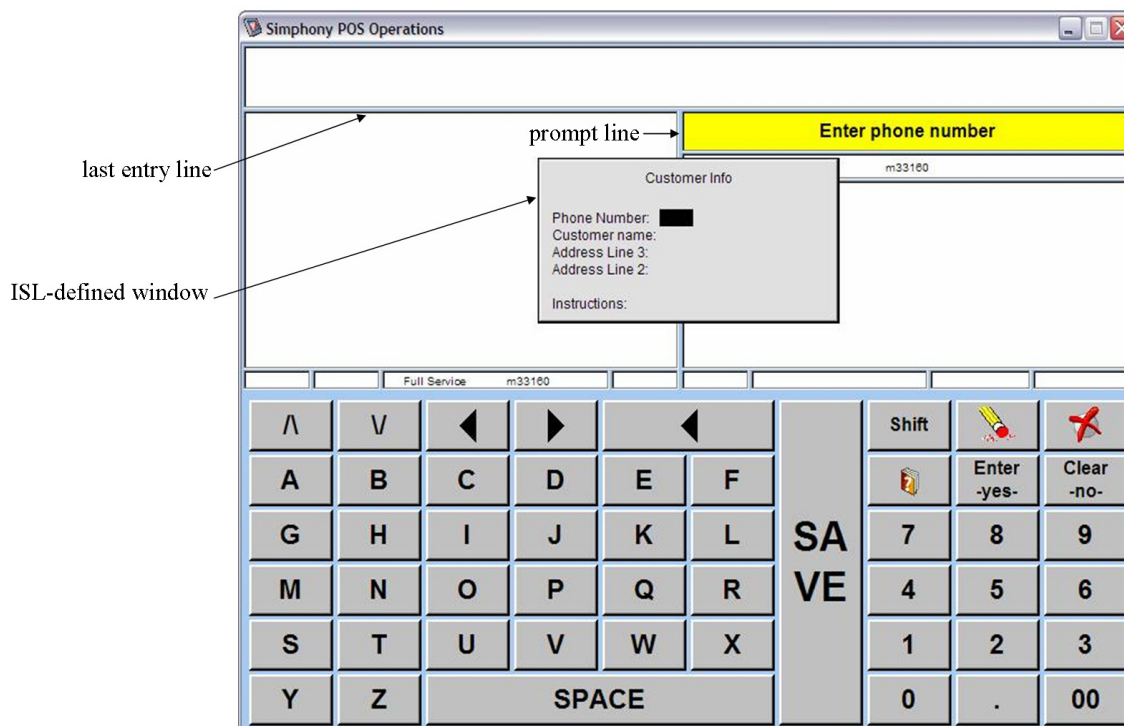 Simphony POS Operations
prompt line
Enter phone number
last entry line
m33160
Customer Info
Phone Number:
Customer name:
Address Line 3:
Address Line 2:
ISL-defined window
Instructions:
Full Service m33160
/\ \/ Shift
A B C D E F Enter -yes- Clear -no-
G H I J K L SAVE 7 8 9
M N O P Q R 4 5 6
S T U V W X 1 2 3
Y Z SPACE 0 . 00